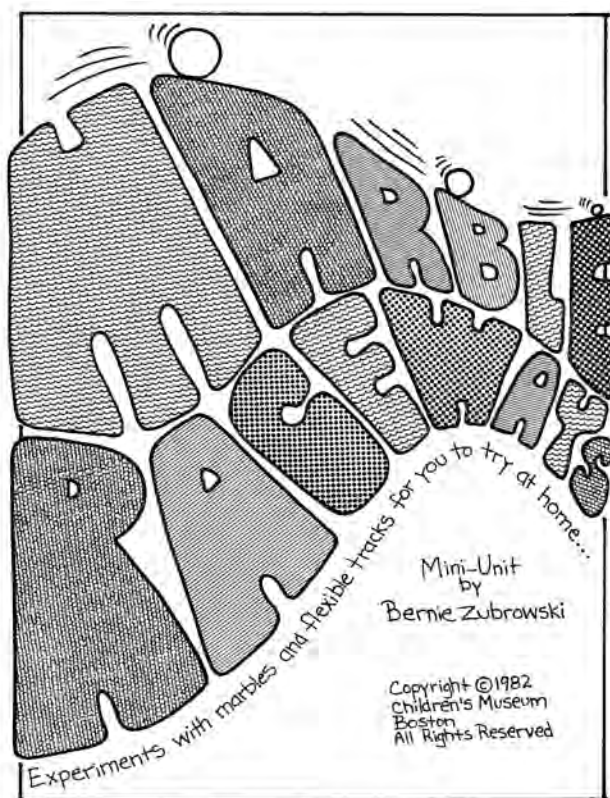 MARBLE
RACEWAYS
Experiments with marbles and flexible tracks for you to try at home...
Mini-Unit
by
Bernie Zubrowski
Copyright ©1982
Children's Museum
Boston
All Rights Reserved